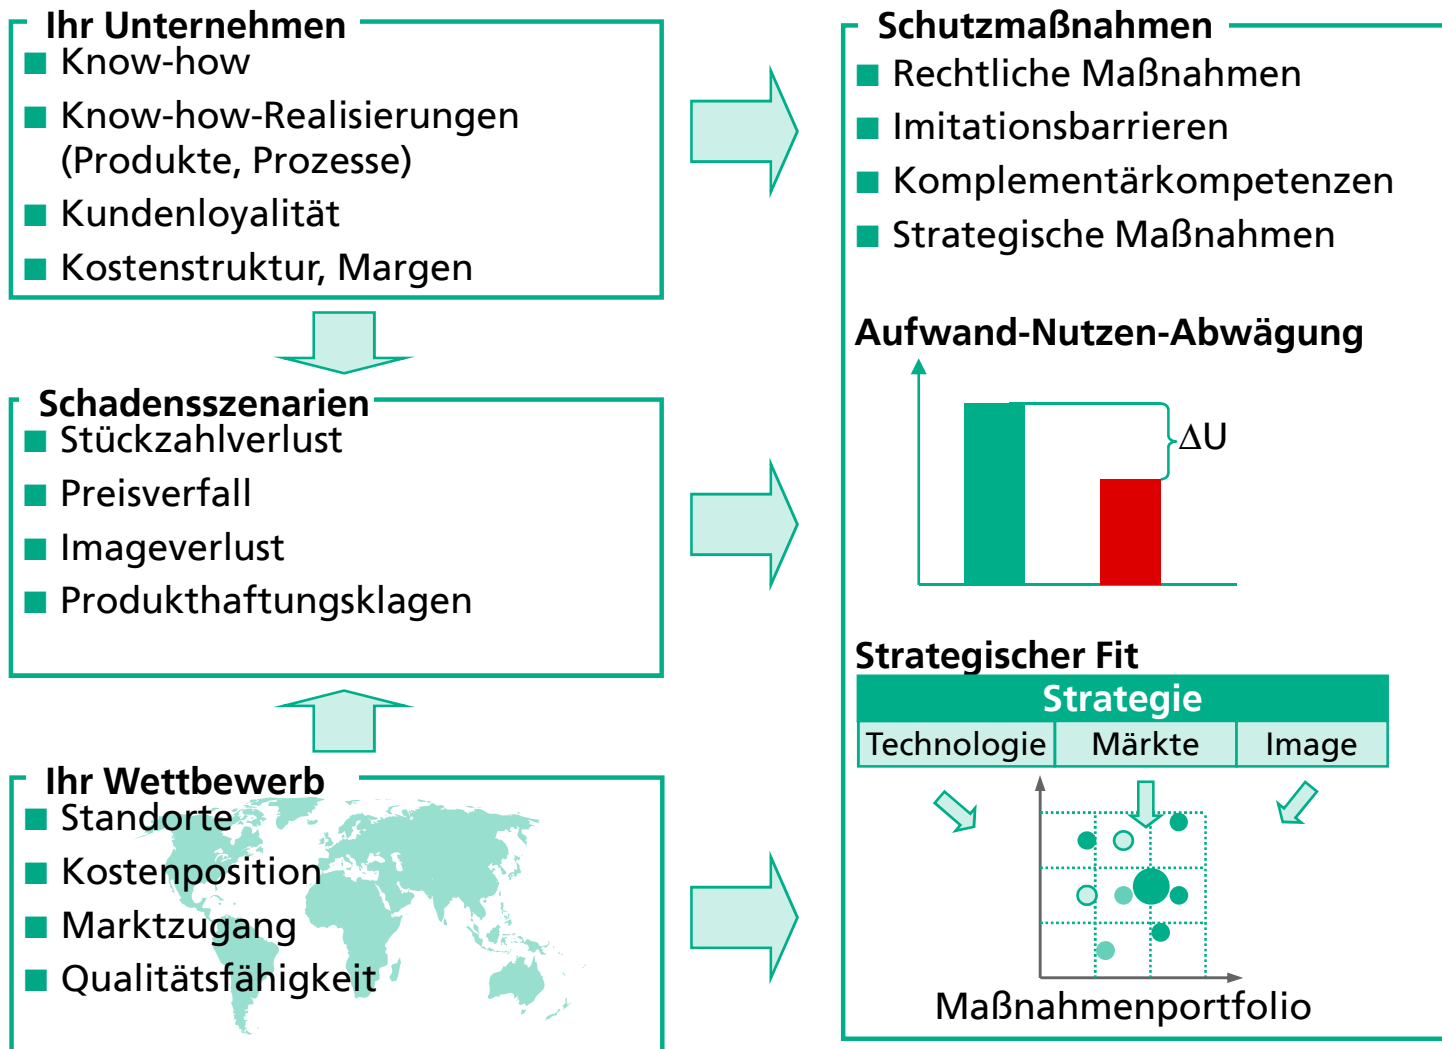 Ihr Unternehmen
Know-how
Know-how-Realisierungen
(Produkte, Prozesse)
Kundenloyalität
Kostenstruktur, Margen
Schadensszenarien
Stückzahlverlust
Preisverfall
Imageverlust
Produkthaftungsklagen
Ihr Wettbewerb
Standorte
Kostenposition
Marktzugang
Qualitätsfähigkeit
Schutzmaßnahmen
Rechtliche Maßnahmen
Imitationsbarrieren
Komplementärkompetenzen
Strategische Maßnahmen
Aufwand-Nutzen-Abwägung
ΔU
Strategischer Fit
Strategie
Technologie Märkte Image
Maßnahmenportfolio